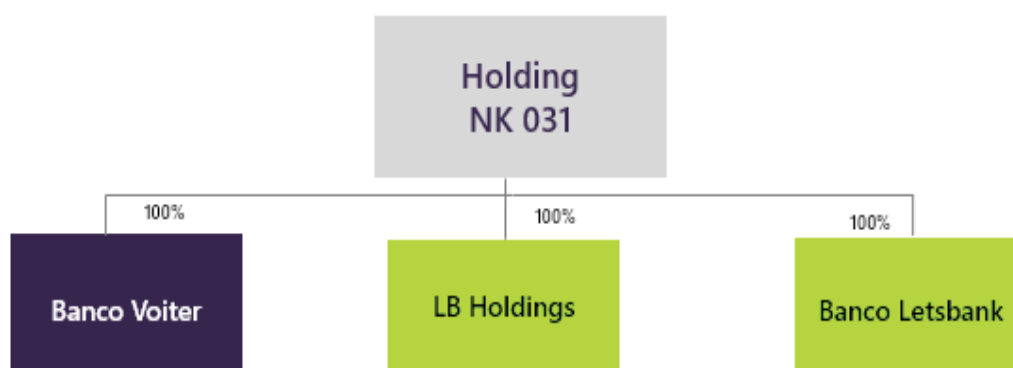 Holding
NK 031
100%
100%
100%
Banco Voiter
LB Holdings
Banco Letsbank